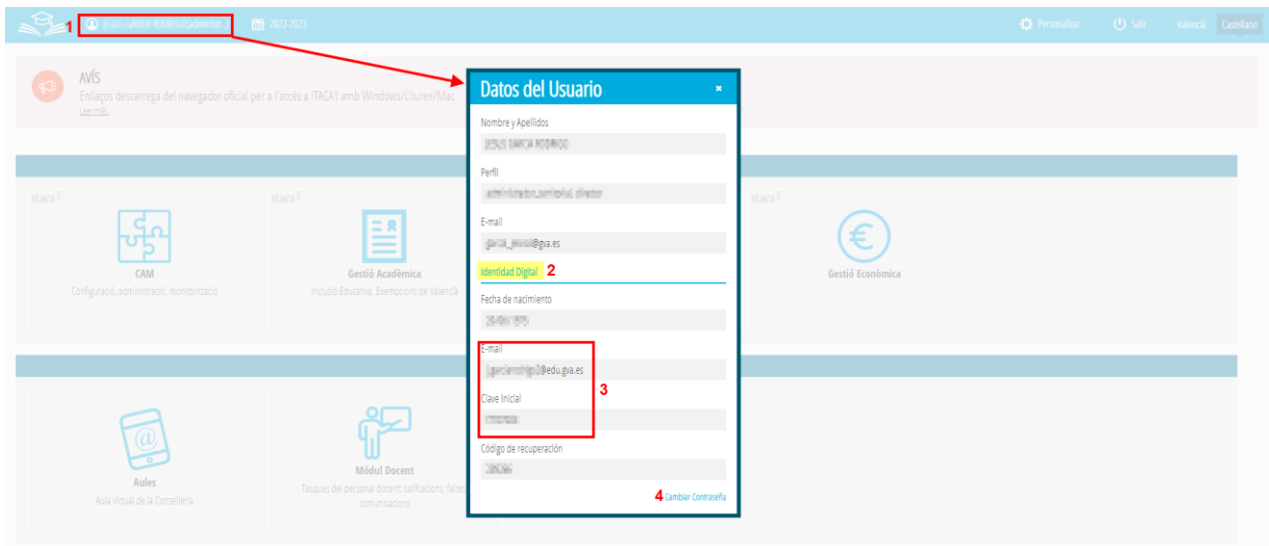 1
2022-2023
Personalizar
Salir
Valencià
Castellano
AVÍS
Enllaços descarrega del navegador oficial per a l'accés a ITACA1 amb Windows/Lliurex/Mac
Leer más.
Datos del Usuario
×
Nombre y Apellidos
Perfil
E-mail
@gva.es
Identidad Digital 2
Fecha de nacimiento
E-mail
@edu.gva.es
3
Clave Inicial
Código de recuperación
4 Cambiar Contraseña
itaca3
CAM
Configuració, administració, monitorització
itaca3
Gestió Acadèmica
Inclusió Educativa, Exempcions de Valencià
itaca3
Gestió Econòmica
Aules
Aula virtual de la Conselleria
Mòdul Docent
Tasques del personal docent: calificacions, faltes
comunicacions